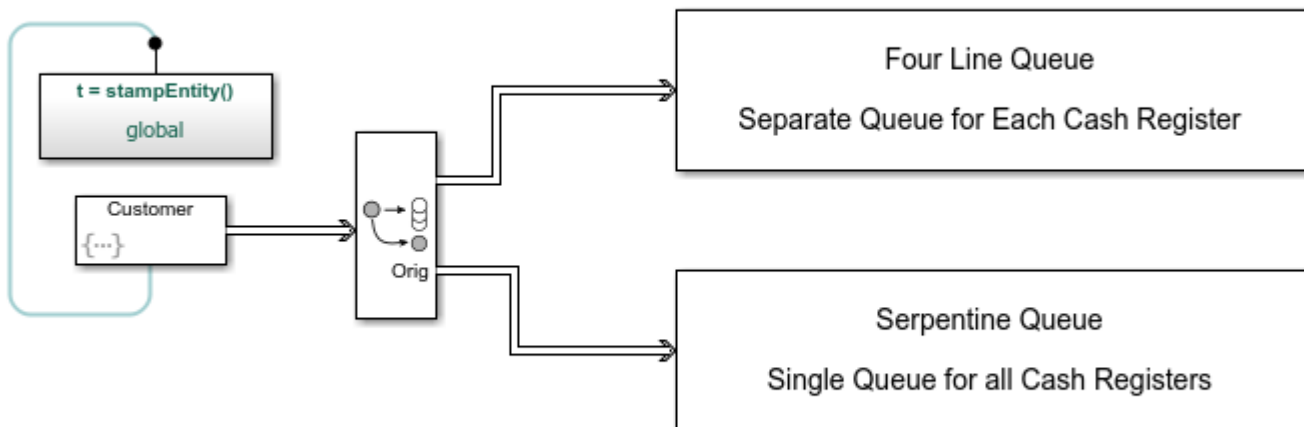 t = stampEntity()
global
Customer
{...}
Orig
Four Line Queue
Separate Queue for Each Cash Register
Serpentine Queue
Single Queue for all Cash Registers